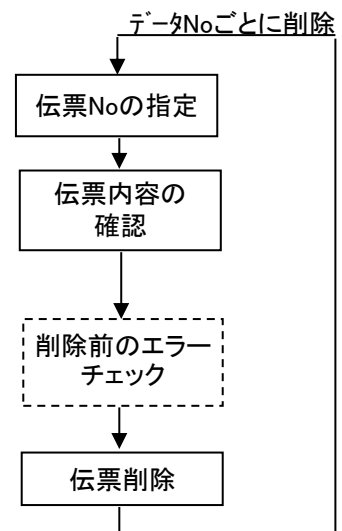 ﾃﾞｰﾀNoごとに削除
伝票Noの指定
伝票内容の
確認
削除前のエラー
チェック
伝票削除